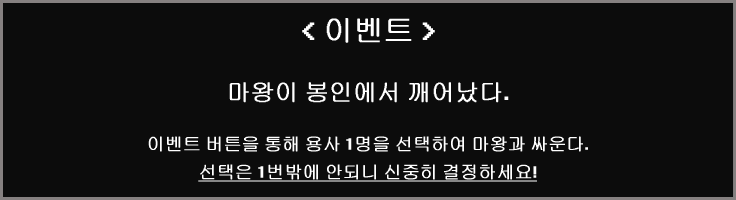 < 이벤트 >
마왕이 봉인에서 깨어났다.
이벤트 버튼을 통해 용사 1명을 선택하여 마왕과 싸운다.
선택은 1번밖에 안되니 신중히 결정하세요!